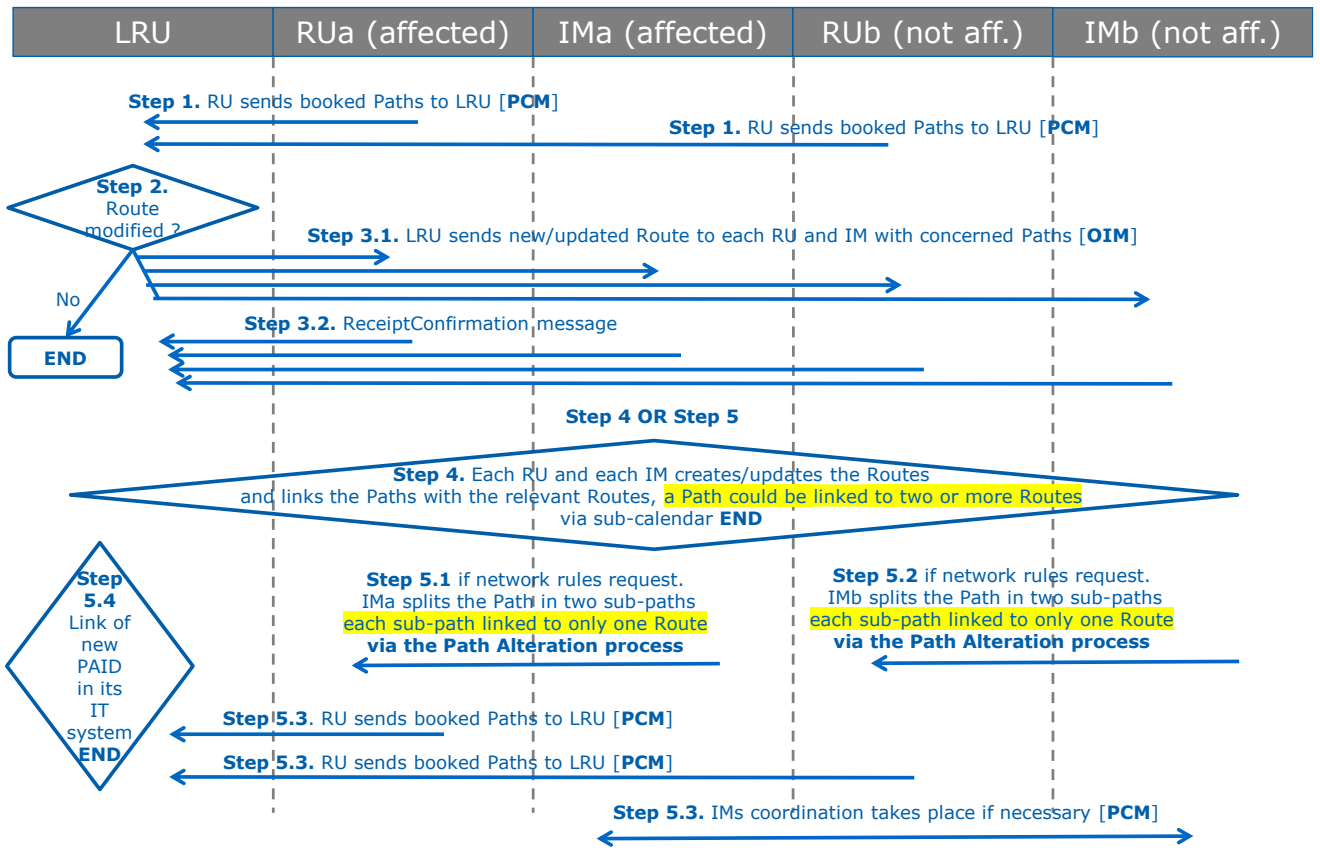 LRU
RUa (affected)
IMa (affected)
RUb (not aff.)
IMb (not aff.)
Step 1. RU sends booked Paths to LRU [PCM]
Step 1. RU sends booked Paths to LRU [PCM]
Step 2.
Route
modified ?
Step 3.1. LRU sends new/updated Route to each RU and IM with concerned Paths [OIM]
No
Step 3.2. ReceiptConfirmation message
END
Step 4 OR Step 5
Step 4. Each RU and each IM creates/updates the Routes
and links the Paths with the relevant Routes, a Path could be linked to two or more Routes
via sub-calendar END
Step
5.4
Link of
new
PAID
in its
IT
system
END
Step 5.1 if network rules request.
IMa splits the Path in two sub-paths
each sub-path linked to only one Route
via the Path Alteration process
Step 5.2 if network rules request.
IMb splits the Path in two sub-paths
each sub-path linked to only one Route
via the Path Alteration process
Step 5.3. RU sends booked Paths to LRU [PCM]
Step 5.3. RU sends booked Paths to LRU [PCM]
Step 5.3. IMs coordination takes place if necessary [PCM]